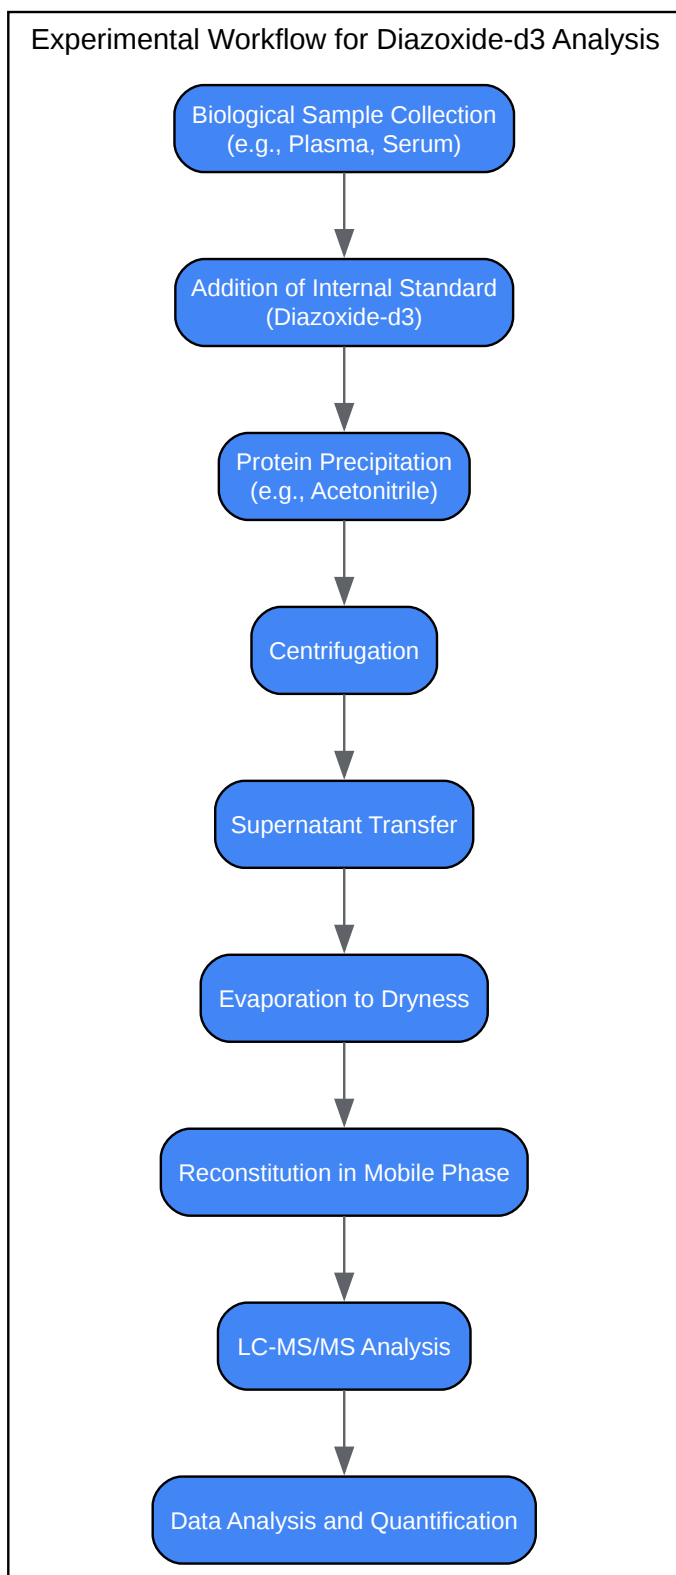 Experimental Workflow for Diazoxide-d3 Analysis
Biological Sample Collection
(e.g., Plasma, Serum)
Addition of Internal Standard
(Diazoxide-d3)
Protein Precipitation
(e.g., Acetonitrile)
Centrifugation
Supernatant Transfer
Evaporation to Dryness
Reconstitution in Mobile Phase
LC-MS/MS Analysis
Data Analysis and Quantification